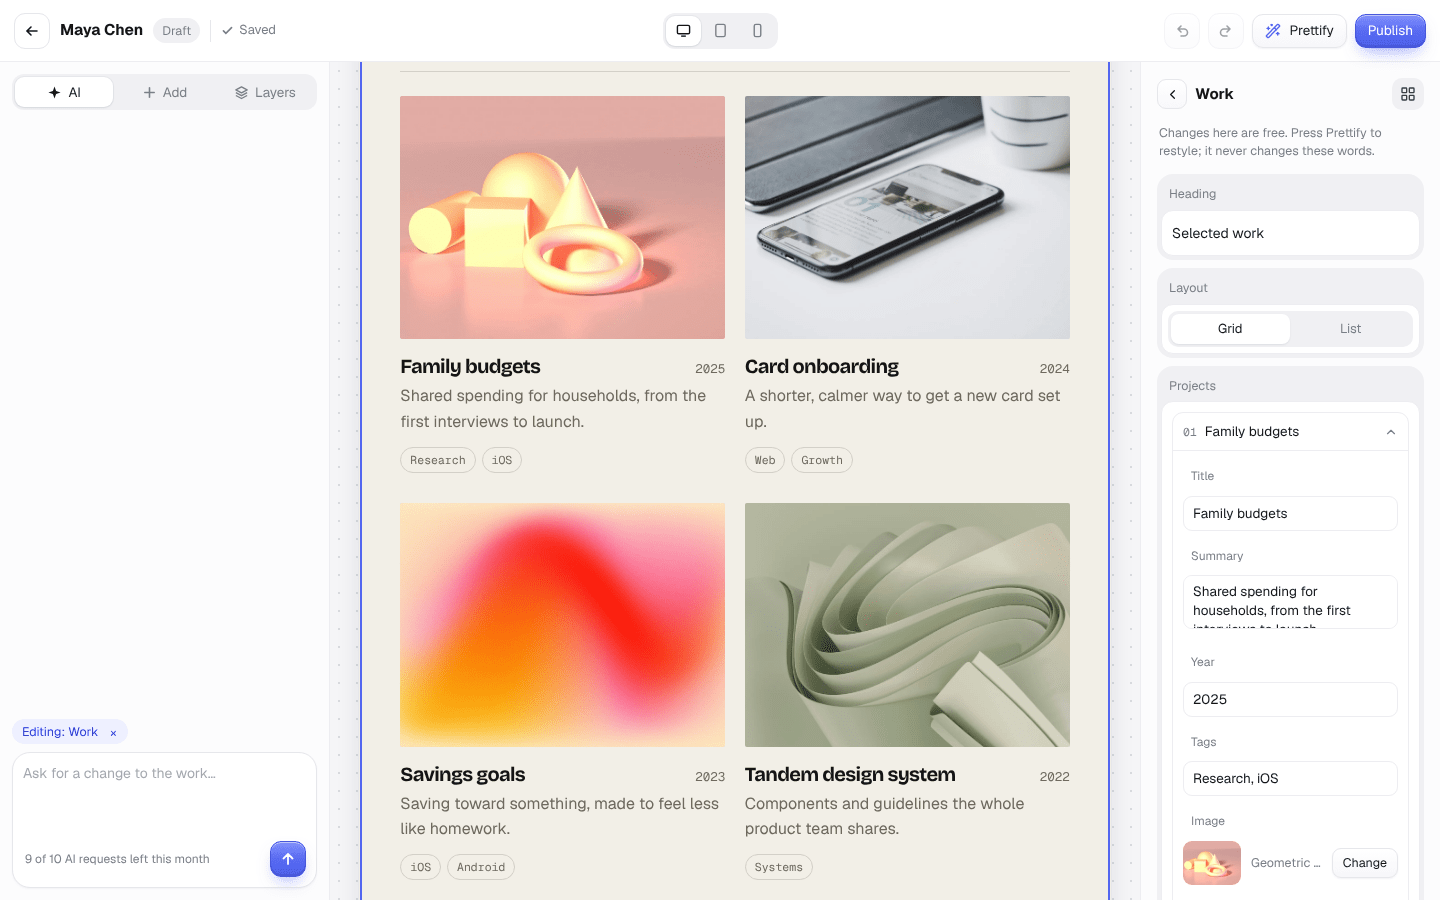 Maya Chen
Draft
Saved
Prettify
Publish
AI
Add
Layers
Editing: Work ×
Ask for a change to the work...
9 of 10 AI requests left this month
Family budgets
2025
Shared spending for households, from the
first interviews to launch.
Research
iOS
Card onboarding
2024
A shorter, calmer way to get a new card set
up.
Web
Growth
Savings goals
2023
Saving toward something, made to feel less
like homework.
iOS
Android
Tandem design system
2022
Components and guidelines the whole
product team shares.
Systems
Work
Changes here are free. Press Prettify to
restyle; it never changes these words.
Heading
Selected work
Layout
Grid
List
Projects
01 Family budgets
Title
Family budgets
Summary
Shared spending for
households, from the first
interviews to launch.
Year
2025
Tags
Research, iOS
Image
Geometric ...
Change